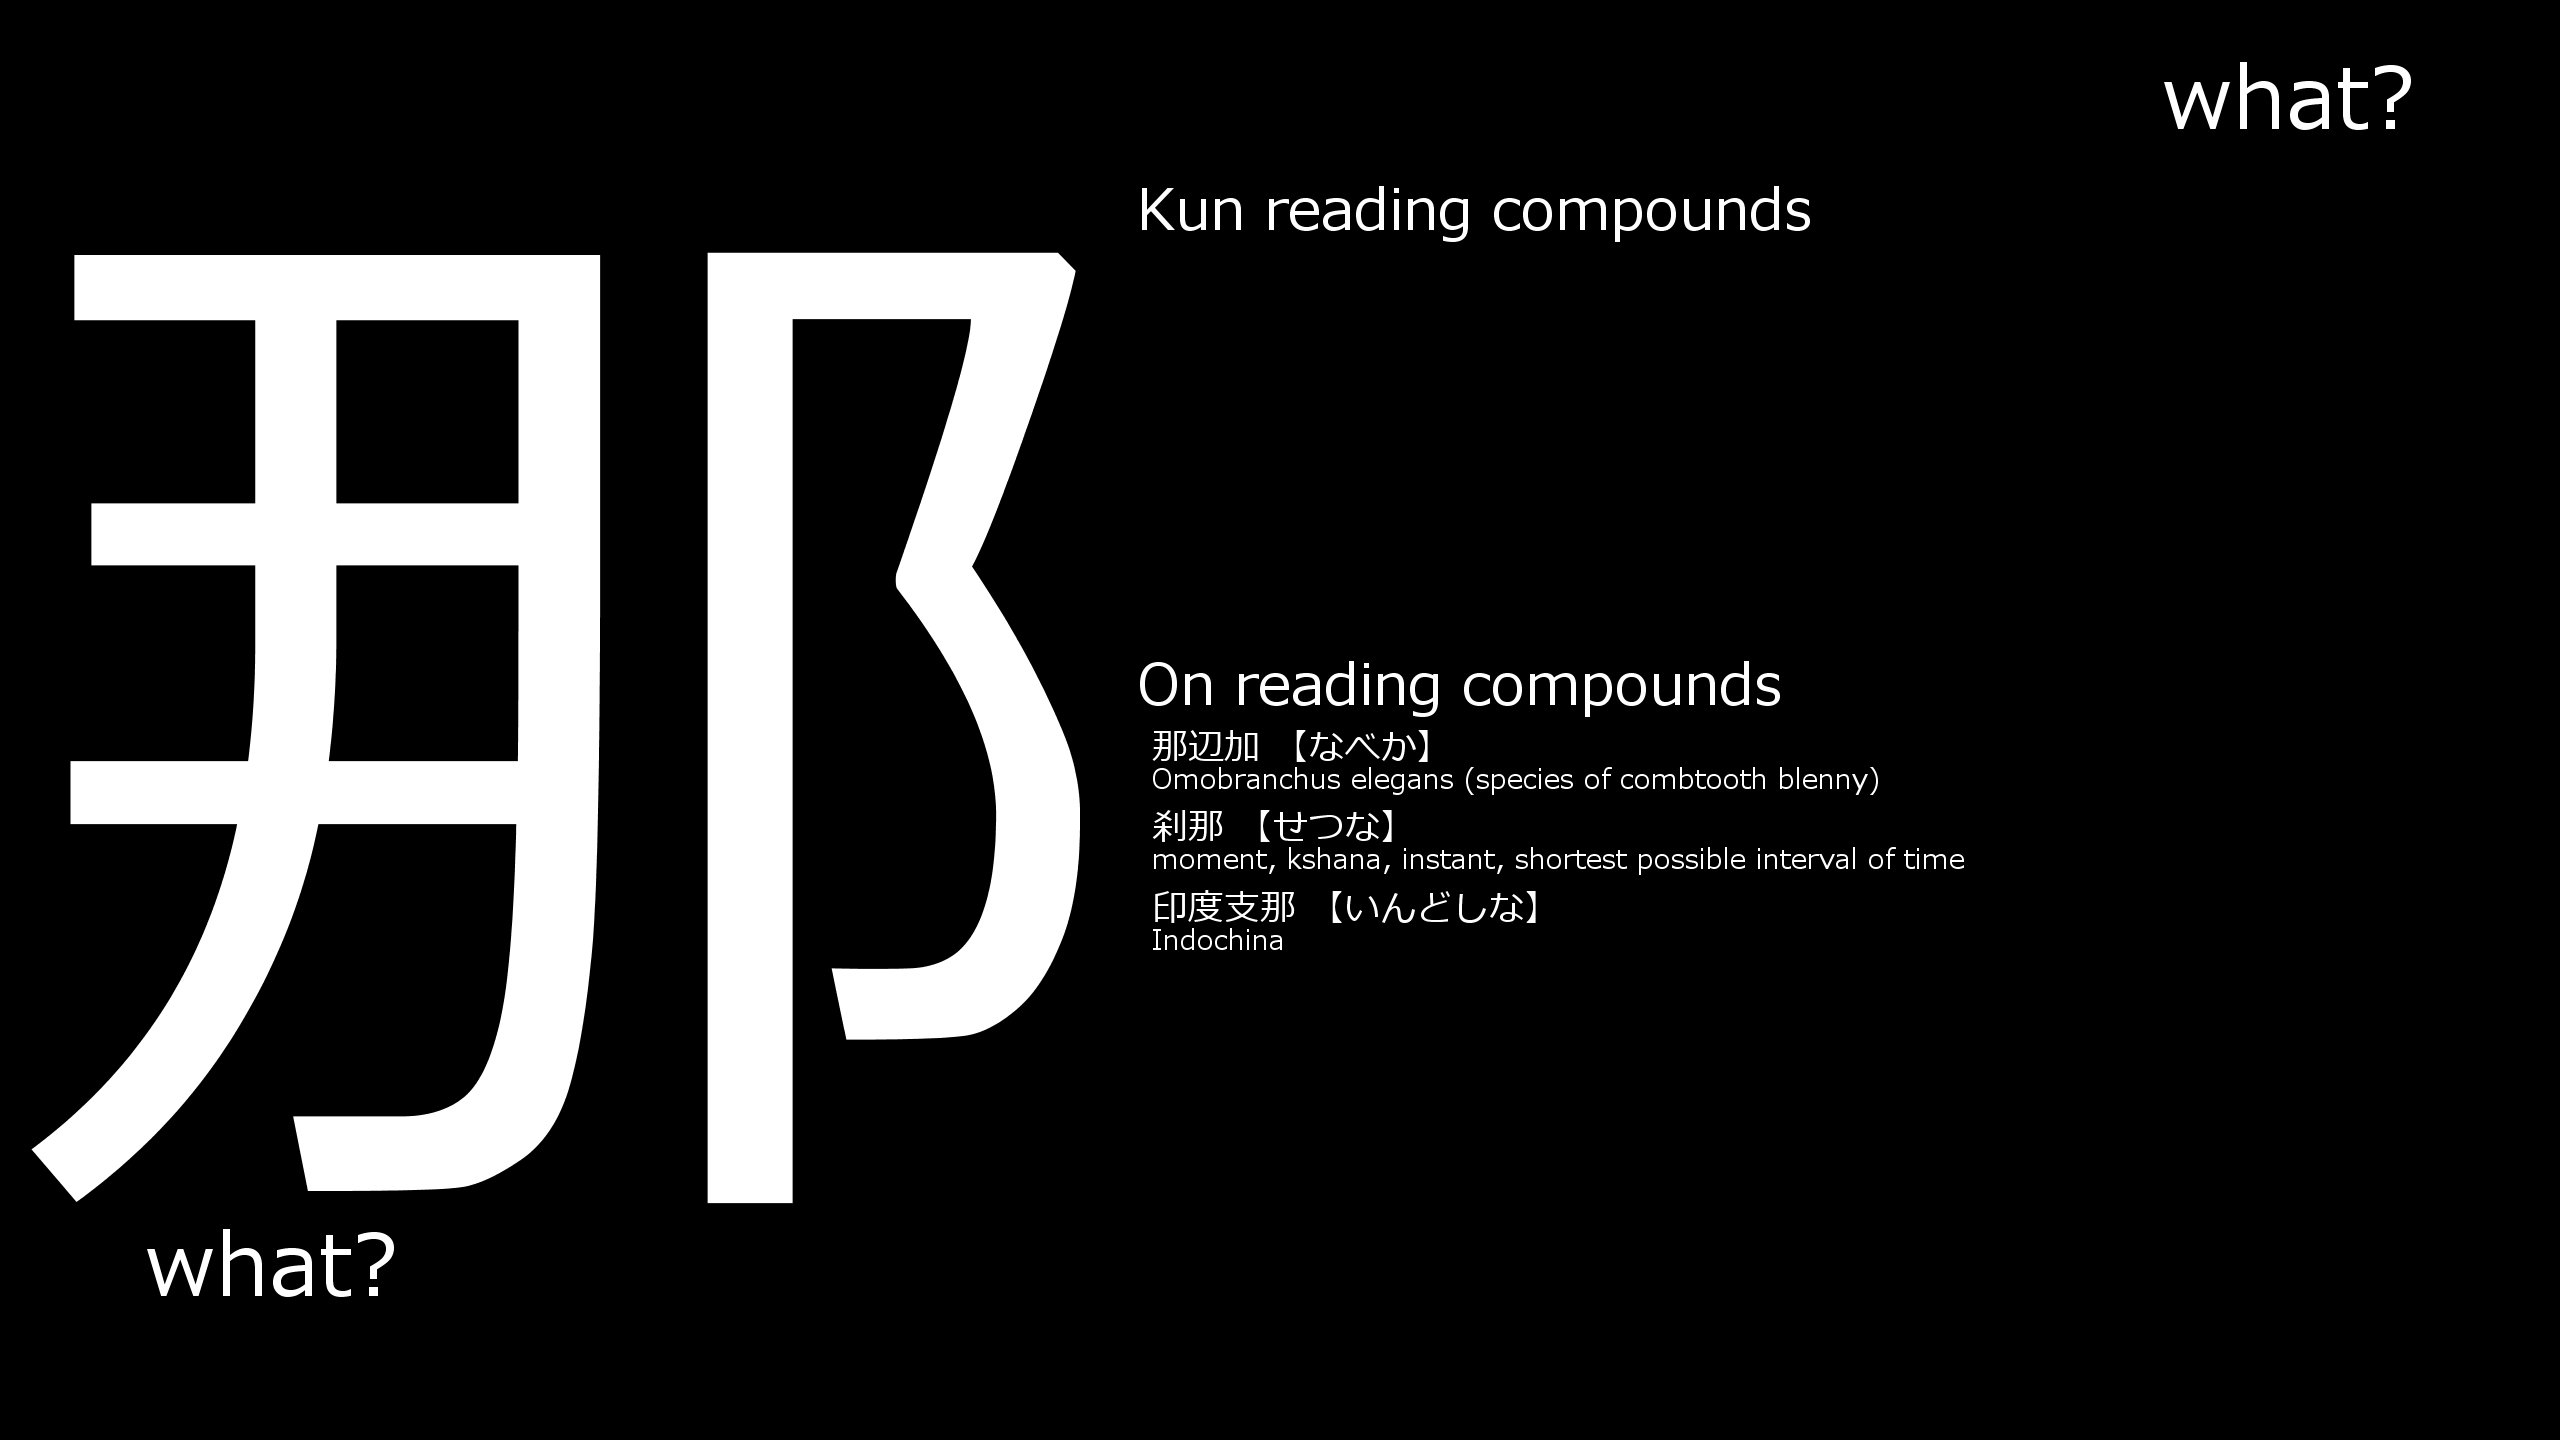 what?
Kun reading compounds
那
On reading compounds
那辺加 【なべか】
Omobranchus elegans (species of combtooth blenny)
刹那 【せつな】
moment, kshana, instant, shortest possible interval of time
印度支那 【いんどしな】
Indochina
what?